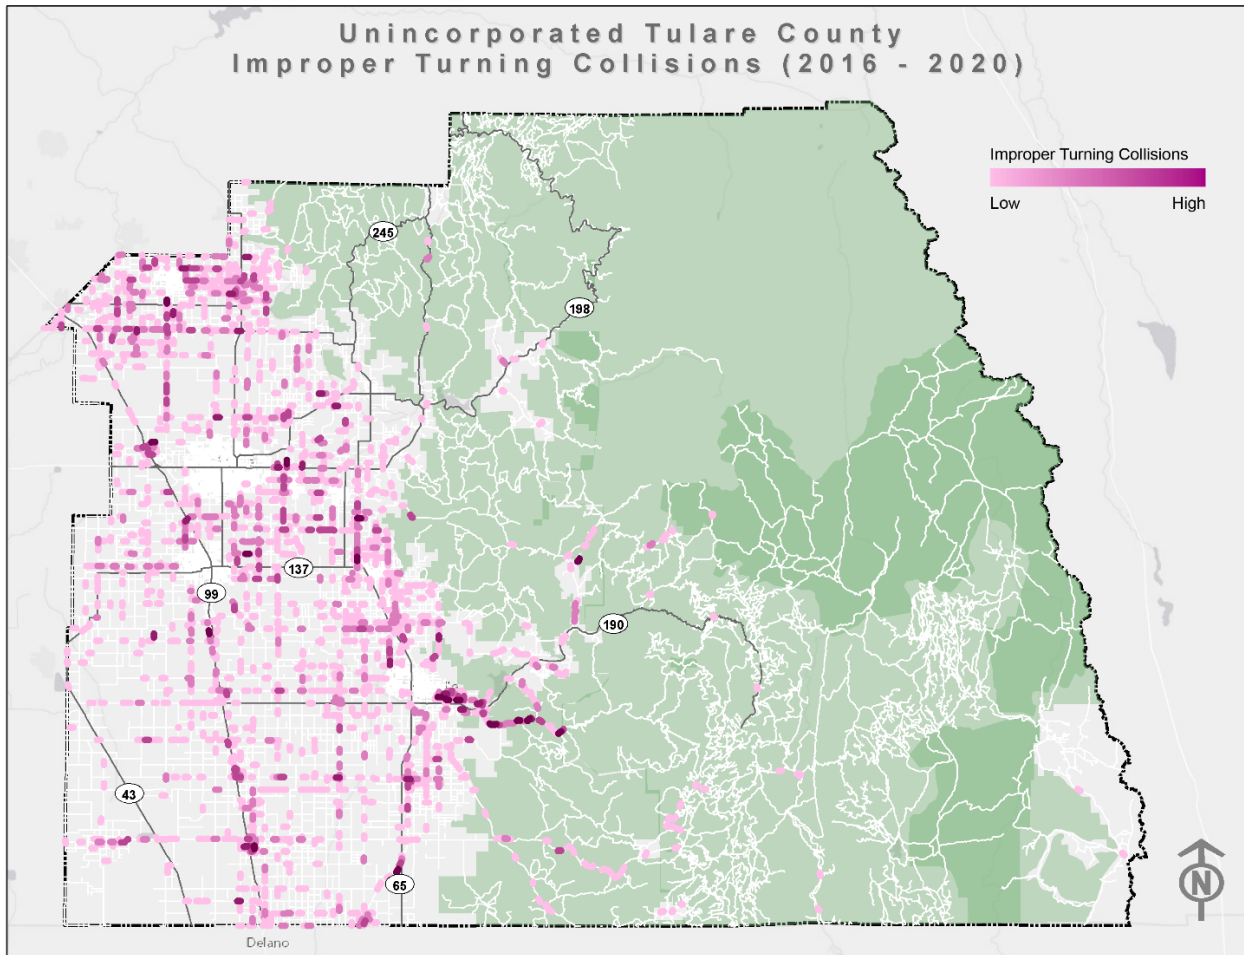 Unincorporated Tulare County
Improper Turning Collisions (2016 - 2020)
Improper Turning Collisions
Low High
245
198
137
99
190
43
65
N
Delano